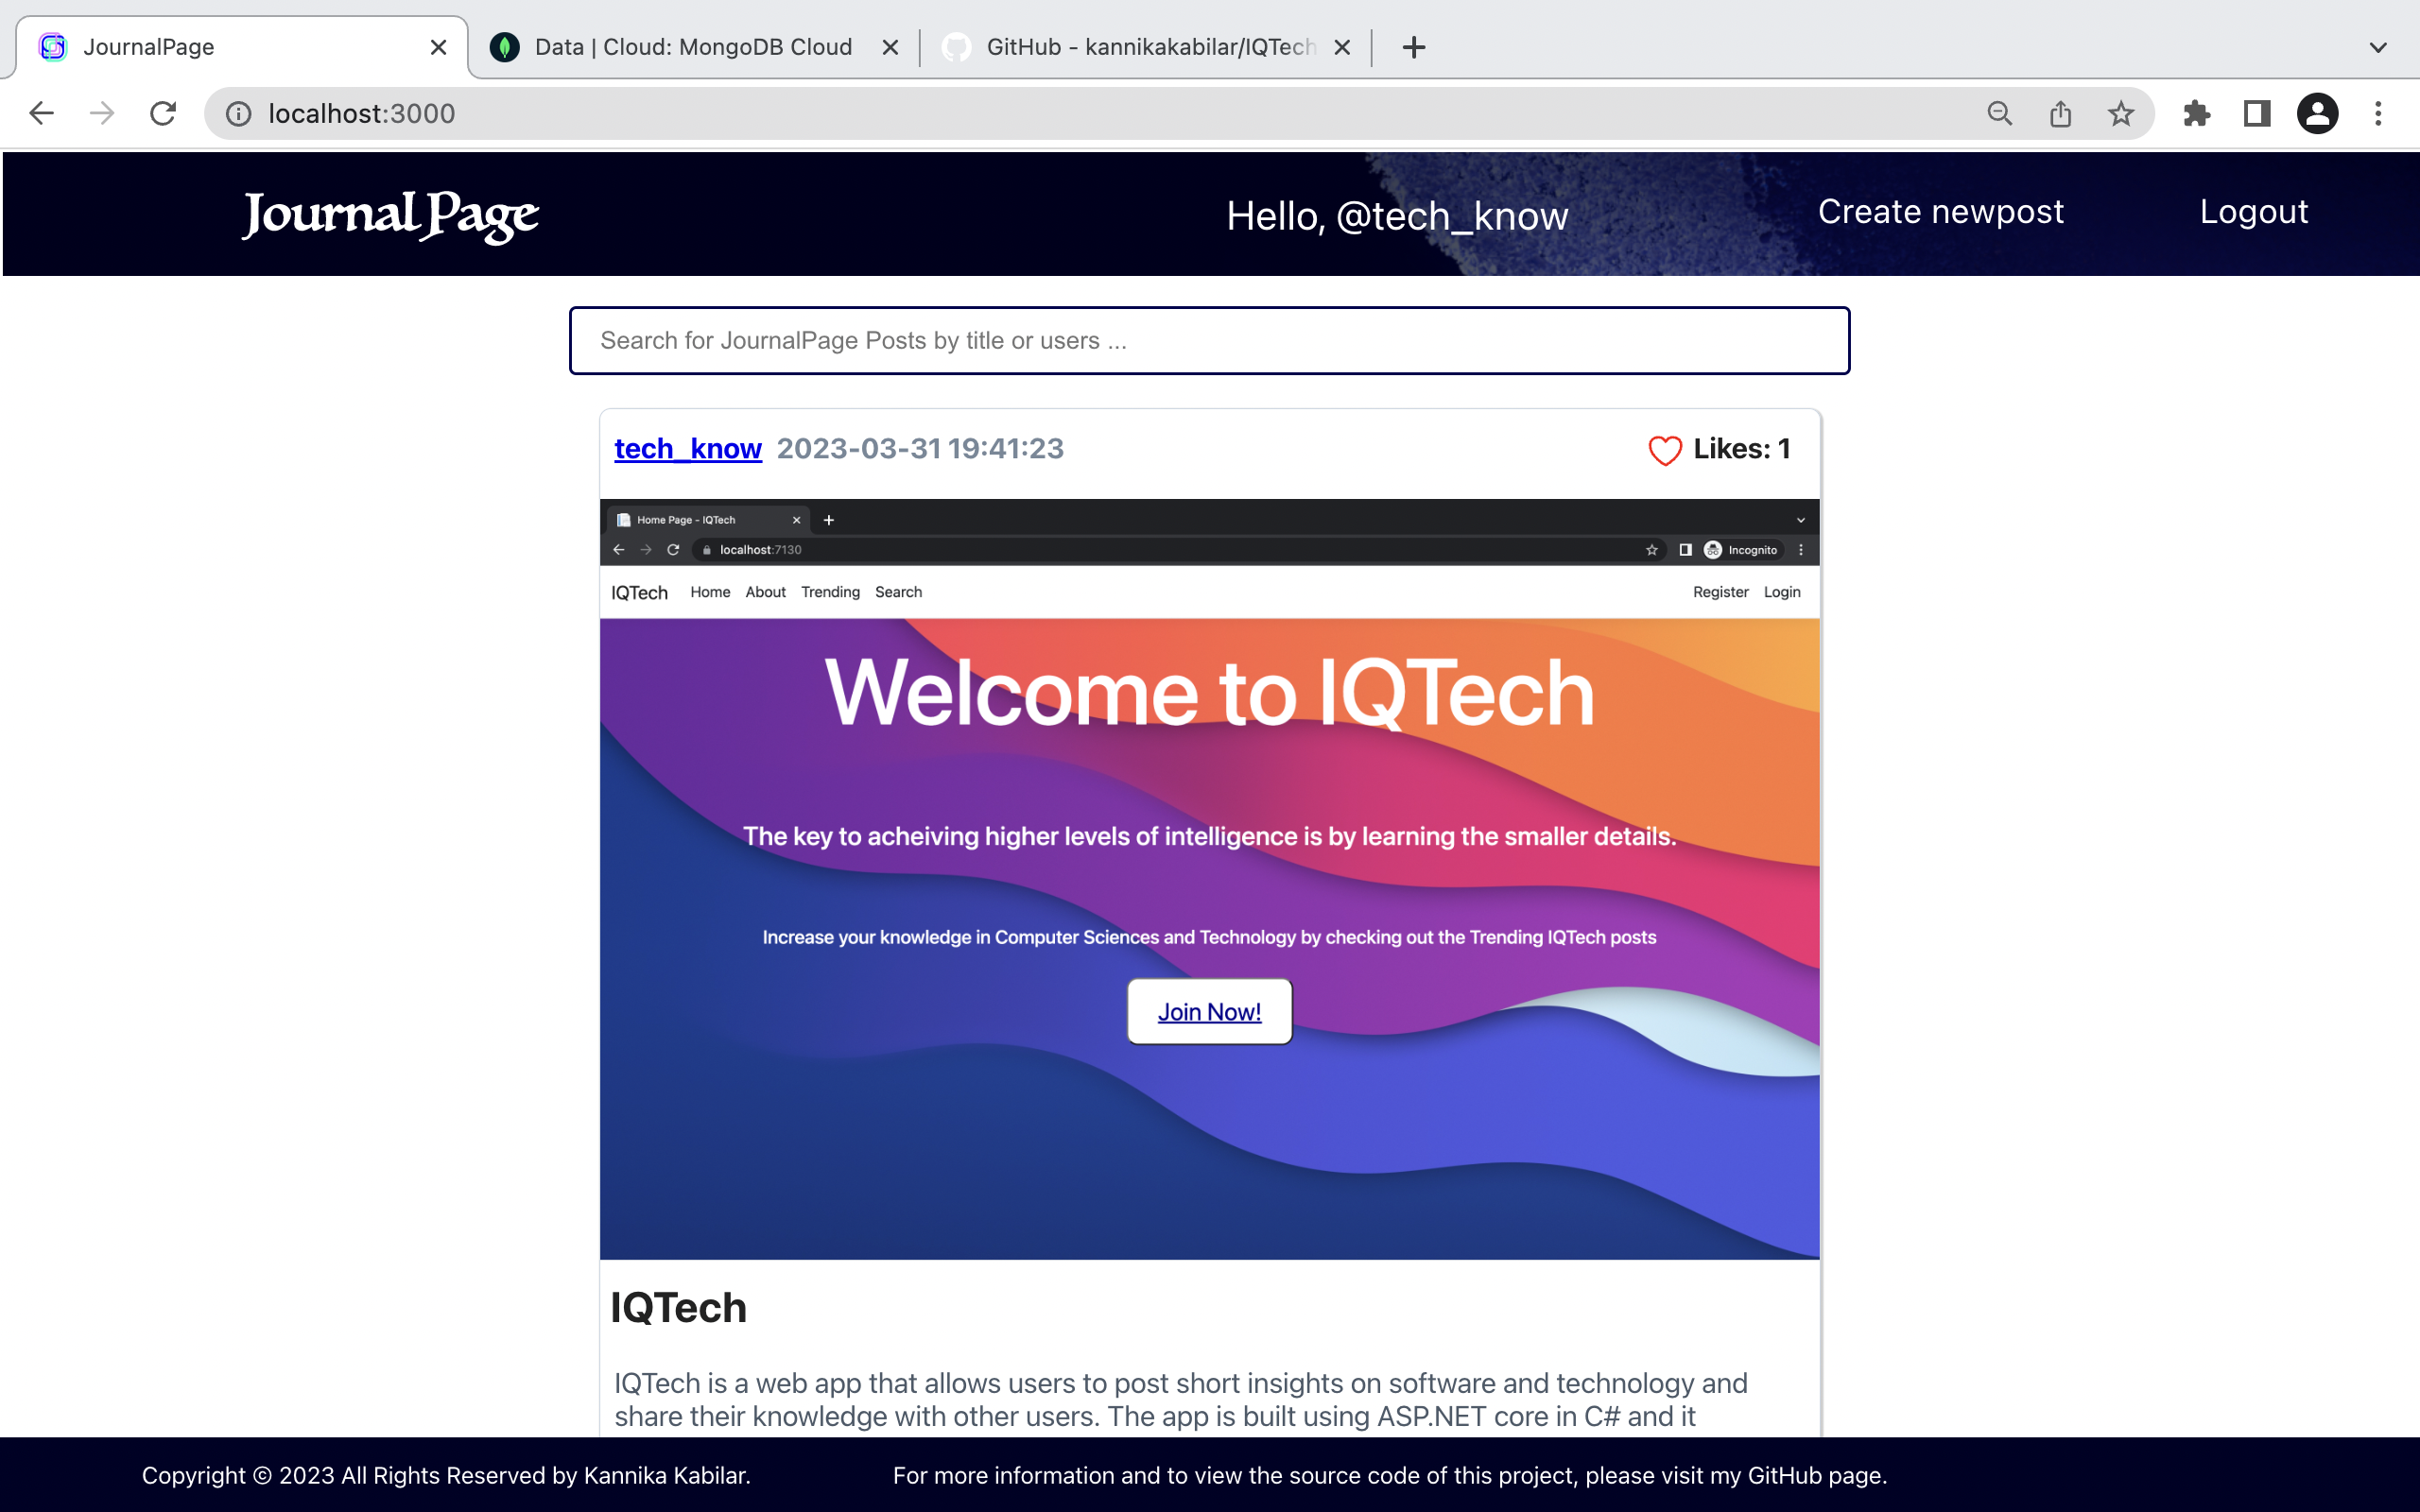 JournalPage
Data | Cloud: MongoDB Cloud
GitHub - kannikakabilar/IQTech
localhost:3000
Journal Page
Hello, @tech_know
Create newpost
Logout
Search for JournalPage Posts by title or users ...
tech_know 2023-03-31 19:41:23
Likes: 1
Home Page - IQTech
localhost:7130
Incognito
IQTech Home About Trending Search
Register Login
Welcome to IQTech
The key to acheiving higher levels of intelligence is by learning the smaller details.
Increase your knowledge in Computer Sciences and Technology by checking out the Trending IQTech posts
Join Now!
IQTech
IQTech is a web app that allows users to post short insights on software and technology and
share their knowledge with other users. The app is built using ASP.NET core in C# and it
Copyright © 2023 All Rights Reserved by Kannika Kabilar.
For more information and to view the source code of this project, please visit my GitHub page.